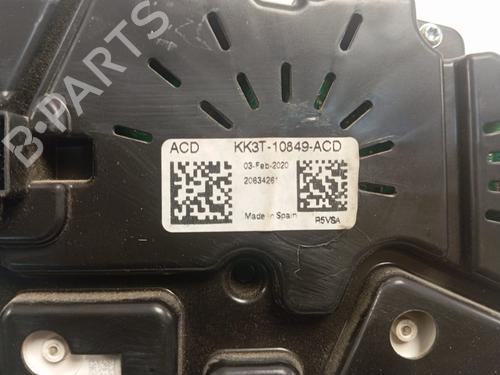 B-PARTS
ACD KK3T-10849-ACD
03-Feb-2020
20634261
Made in Spain R5VSA